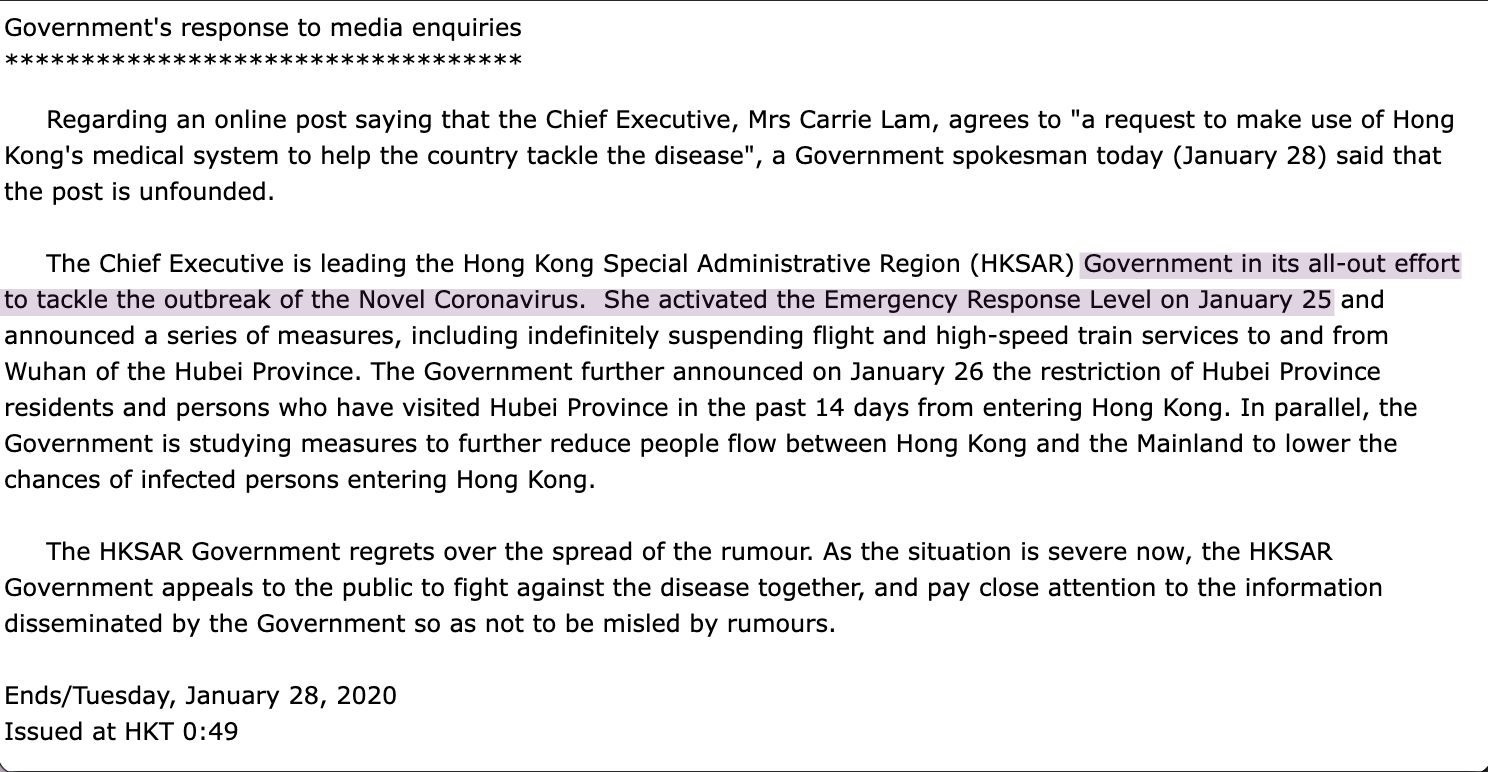 Government's response to media enquiries
**********************************
Regarding an online post saying that the Chief Executive, Mrs Carrie Lam, agrees to "a request to make use of Hong
Kong's medical system to help the country tackle the disease", a Government spokesman today (January 28) said that
the post is unfounded.
The Chief Executive is leading the Hong Kong Special Administrative Region (HKSAR) Government in its all-out effort
to tackle the outbreak of the Novel Coronavirus.  She activated the Emergency Response Level on January 25 and
announced a series of measures, including indefinitely suspending flight and high-speed train services to and from
Wuhan of the Hubei Province. The Government further announced on January 26 the restriction of Hubei Province
residents and persons who have visited Hubei Province in the past 14 days from entering Hong Kong. In parallel, the
Government is studying measures to further reduce people flow between Hong Kong and the Mainland to lower the
chances of infected persons entering Hong Kong.
The HKSAR Government regrets over the spread of the rumour. As the situation is severe now, the HKSAR
Government appeals to the public to fight against the disease together, and pay close attention to the information
disseminated by the Government so as not to be misled by rumours.
Ends/Tuesday, January 28, 2020
Issued at HKT 0:49